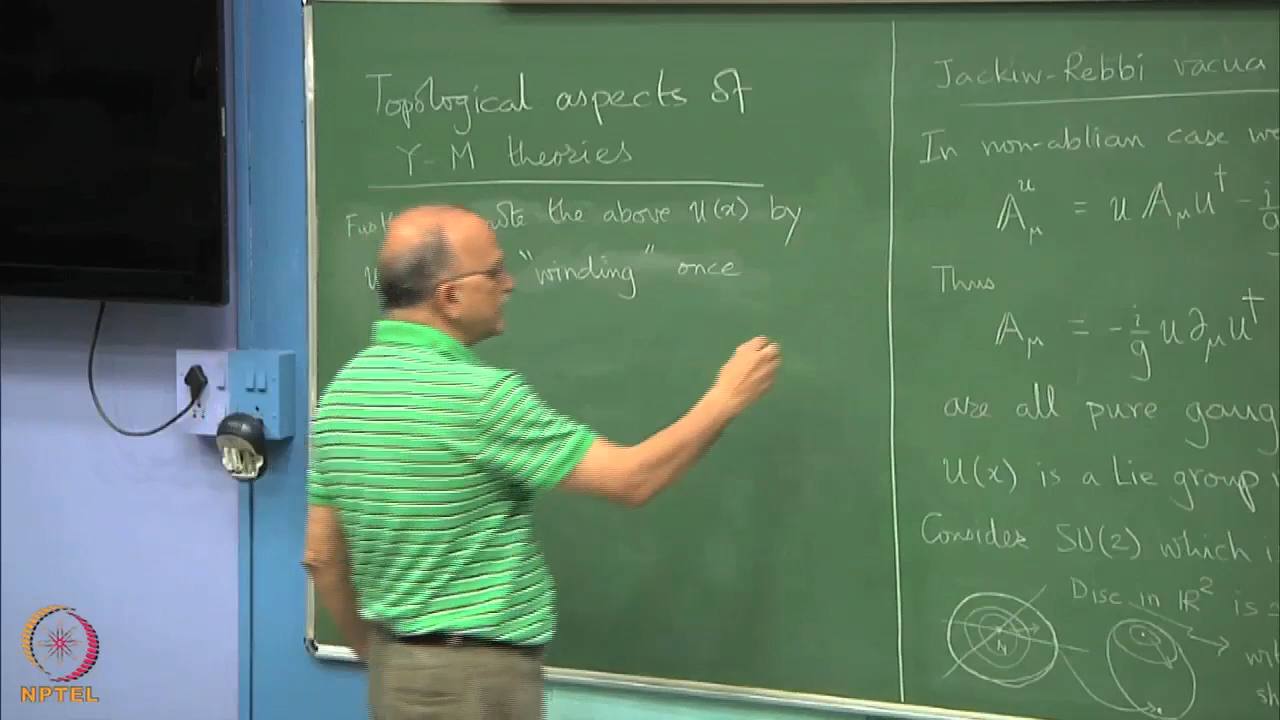 Topological aspects of
Y-M theories
the above U(x) by
"winding" once
Jackiw-Rebbi vacua
In non-ablian case we
A^u_μ = U A_μ U† - i
Thus
A_μ = - i/g U ∂_μ U†
are all pure gaug
U(x) is a Lie group
Consider SU(2) which i
Disc in ℝ² is
NPTEL